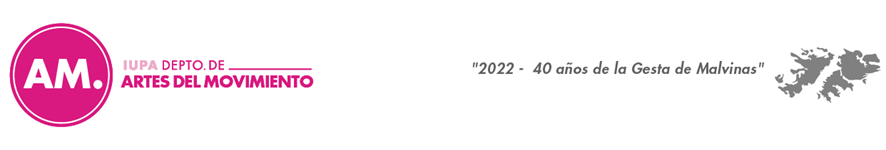 AM.
IUPA DEPTO. DE
ARTES DEL MOVIMIENTO
"2022 - 40 años de la Gesta de Malvinas"